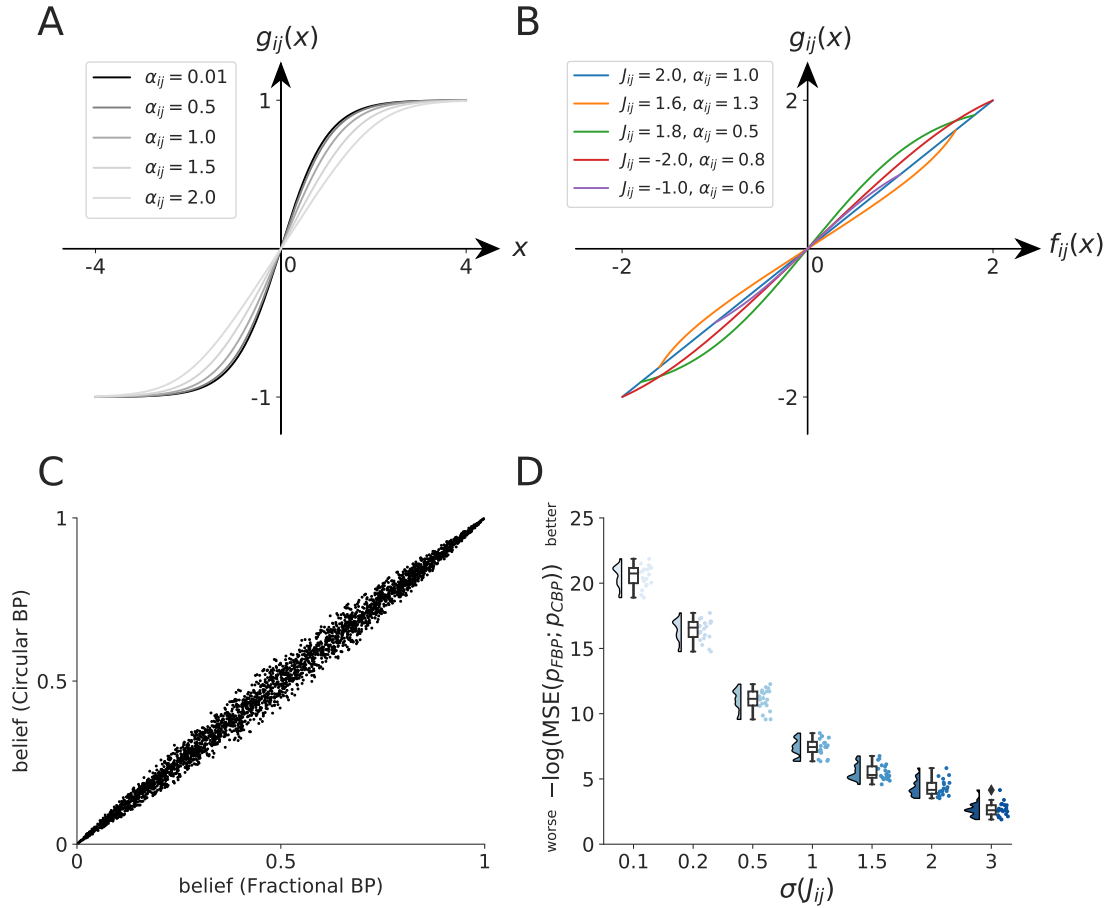 A
g_ij(x)
α_ij = 0.01
α_ij = 0.5
α_ij = 1.0
α_ij = 1.5
α_ij = 2.0
1
-4
0
4
x
-1
B
g_ij(x)
J_ij = 2.0, α_ij = 1.0
J_ij = 1.6, α_ij = 1.3
J_ij = 1.8, α_ij = 0.5
J_ij = -2.0, α_ij = 0.8
J_ij = -1.0, α_ij = 0.6
2
-2
0
2
f_ij(x)
-2
C
1
0.5
0
0
0.5
1
belief (Circular BP)
belief (Fractional BP)
D
25
20
15
10
5
0
worse −log(MSE(p_FBP; p_CBP)) better
0.1
0.2
0.5
1
1.5
2
3
σ(J_ij)